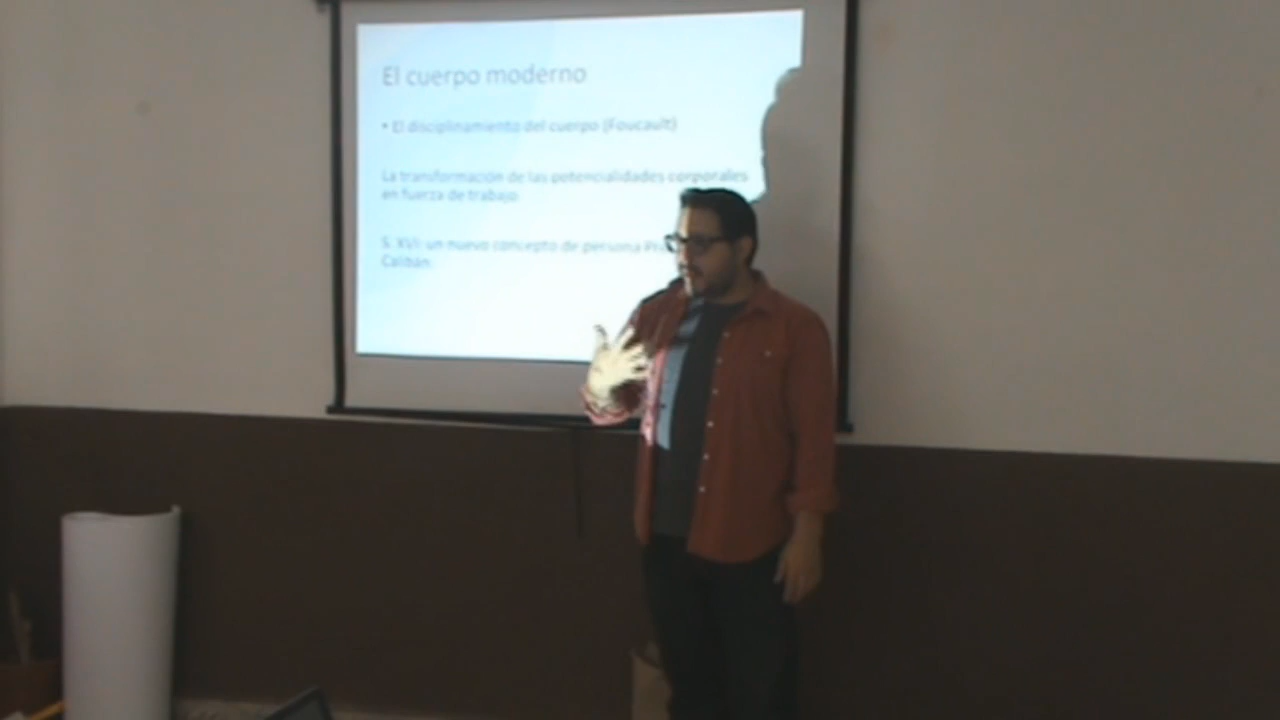 El cuerpo moderno
• El disciplinamiento del cuerpo (Foucault)
La transformación de las potencialidades corporales
en fuerza de trabajo
S. XVI: un nuevo concepto de persona
Calibán.